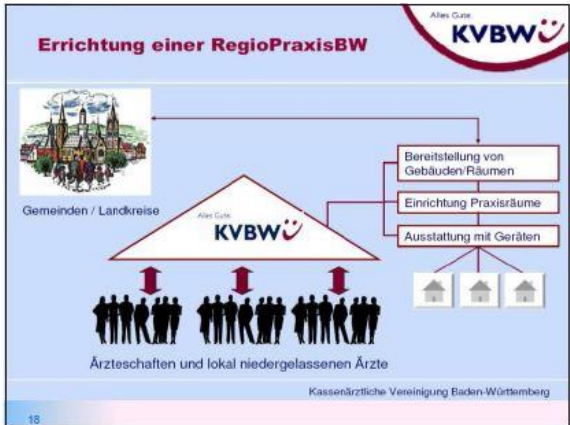 Errichtung einer RegioPraxisBW
Alles Gute.
KVBW
Bereitstellung von
Gebäuden/Räumen
Gemeinden / Landkreise
Einrichtung Praxisräume
Alles Gute.
KVBW
Ausstattung mit Geräten
Ärzteschaften und lokal niedergelassenen Ärzte
Kassenärztliche Vereinigung Baden-Württemberg
18